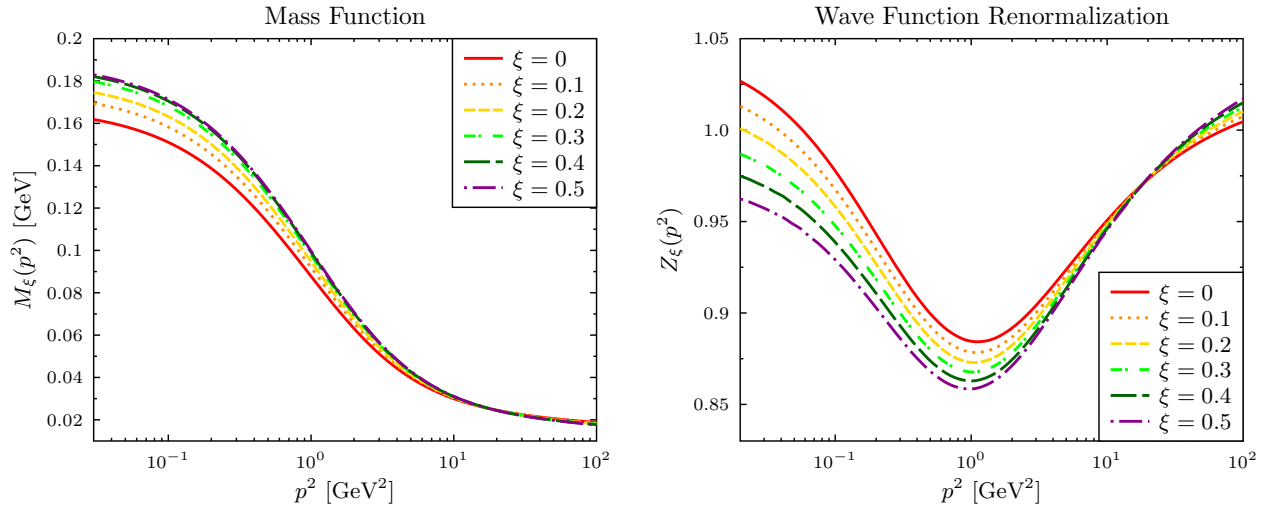 Mass Function
M_ξ(p²) [GeV]
0.2
0.18
0.16
0.14
0.12
0.1
0.08
0.06
0.04
0.02
ξ = 0
ξ = 0.1
ξ = 0.2
ξ = 0.3
ξ = 0.4
ξ = 0.5
10⁻¹ 10⁰ 10¹ 10²
p² [GeV²]
Wave Function Renormalization
Z_ξ(p²)
1.05
1.0
0.95
0.9
0.85
ξ = 0
ξ = 0.1
ξ = 0.2
ξ = 0.3
ξ = 0.4
ξ = 0.5
10⁻¹ 10⁰ 10¹ 10²
p² [GeV²]